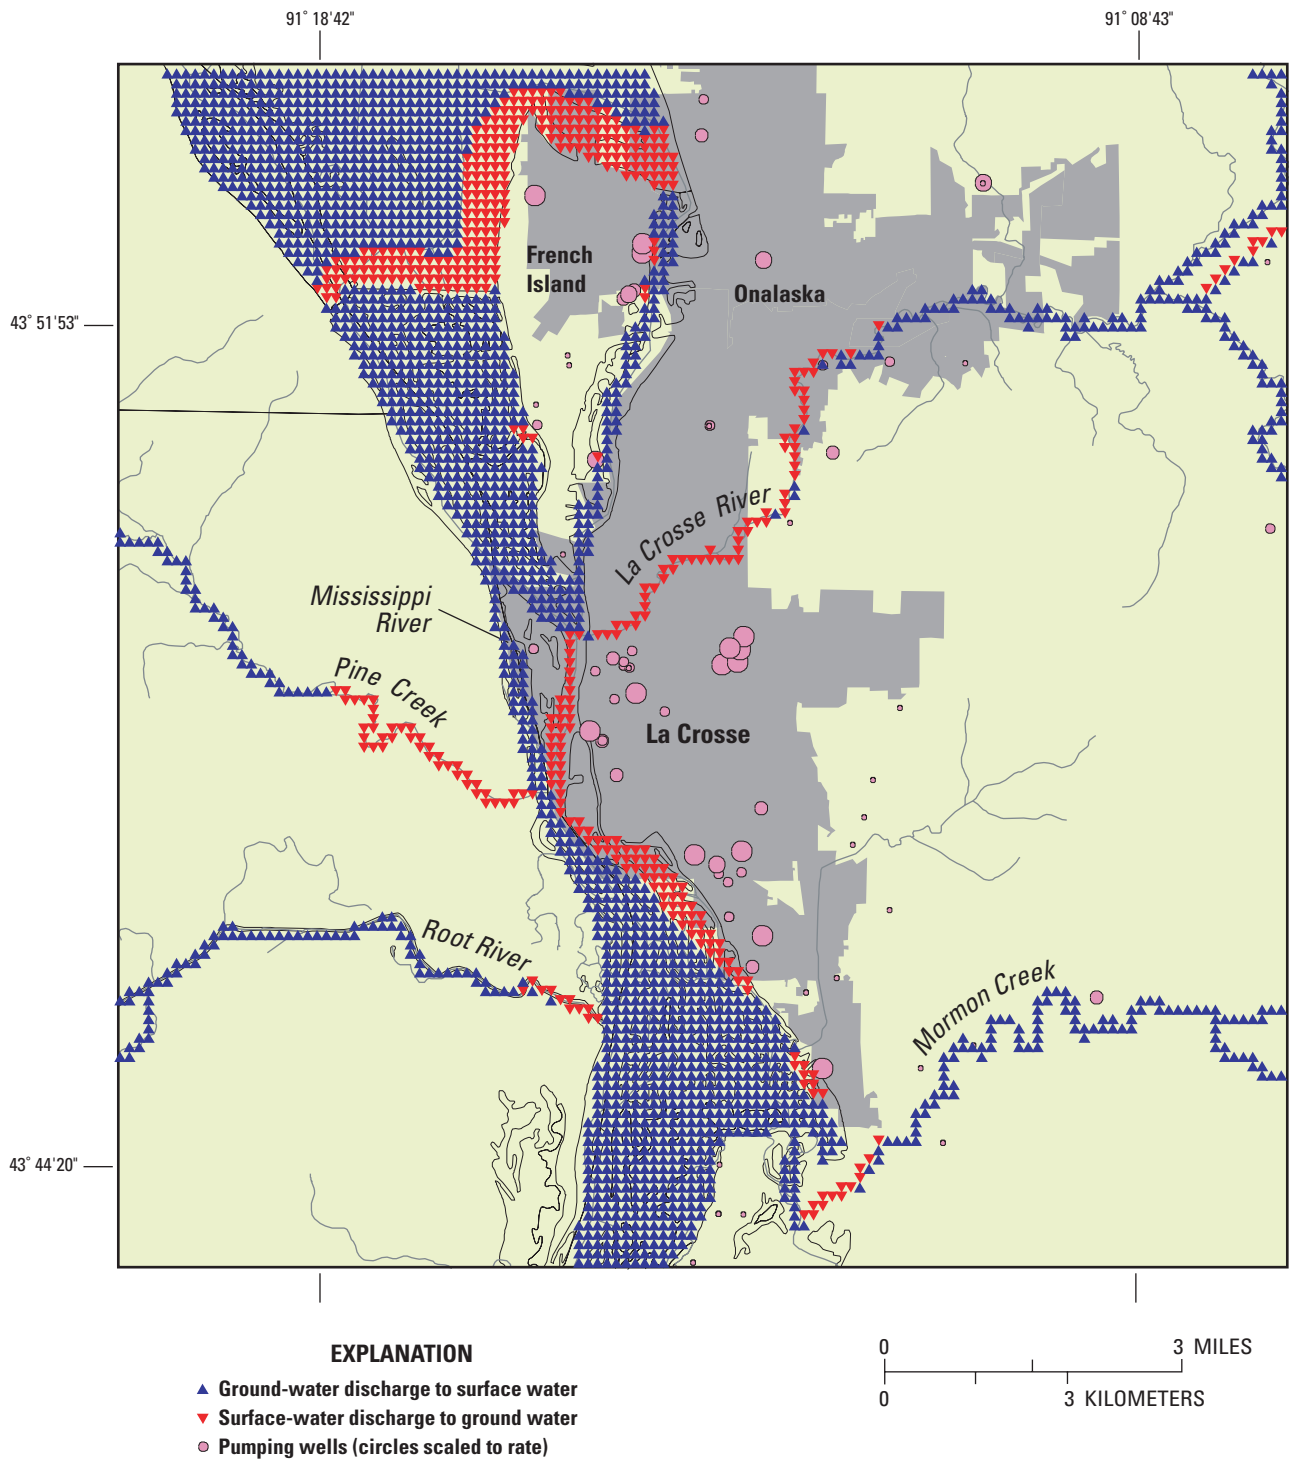 91° 18'42"
91° 08'43"
French
Island
Onalaska
43° 51'53"
La Crosse River
Mississippi
River
Pine Creek
La Crosse
Root River
Mormon Creek
43° 44'20"
EXPLANATION
Ground-water discharge to surface water
Surface-water discharge to ground water
Pumping wells (circles scaled to rate)
0 3 MILES
0 3 KILOMETERS